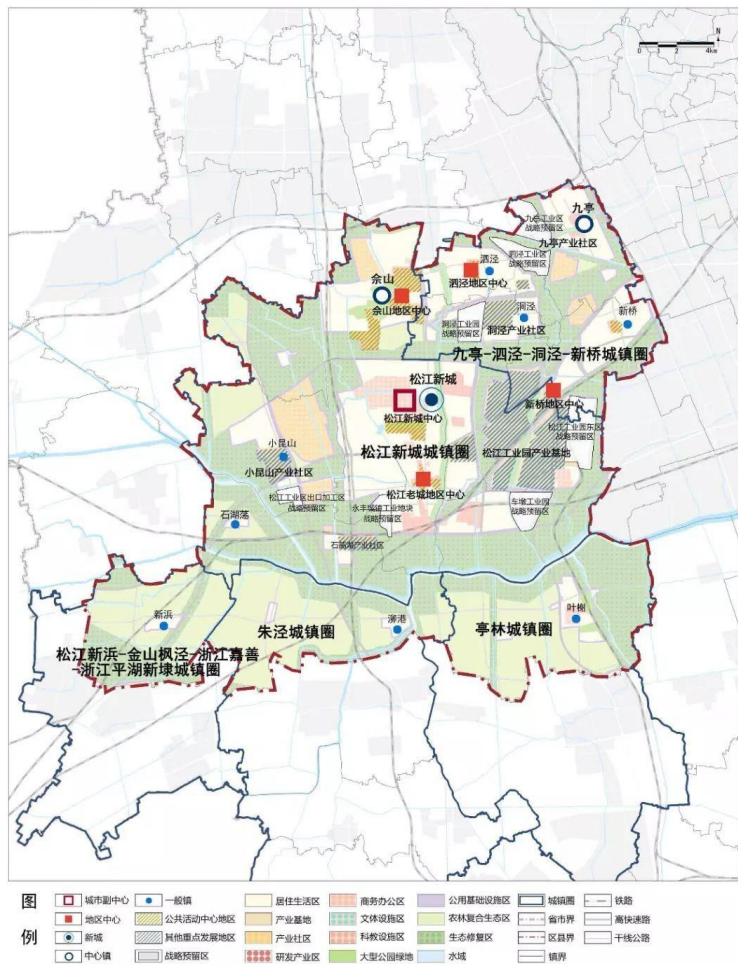 N
0 1 2 4km
九亭
九亭工业区
战略预留区
九亭产业社区
泗泾工业区
战略预留区
泗泾
泗泾地区中心
佘山
佘山地区中心
洞泾
洞泾工业园
战略预留区
洞泾产业社区
新桥
九亭-泗泾-洞泾-新桥城镇圈
松江新城
松江新城中心
新桥地区中心
松江工业园东区
战略预留区
小昆山
小昆山产业社区
松江新城城镇圈
松江工业园产业基地
松江老城地区中心
松江工业区出口加工区
战略预留区
永丰城镇工业地块
战略预留区
车墩工业园
战略预留区
石湖荡
石湖荡产业社区
新浜
朱泾城镇圈
泖港
亭林城镇圈
叶榭
松江新浜-金山枫泾-浙江嘉善
-浙江平湖新埭城镇圈
图
例
城市副中心 一般镇 居住生活区 商务办公区 公用基础设施区 城镇圈 铁路
地区中心 公共活动中心地区 产业基地 文体设施区 农林复合生态区 省市界 高快速路
新城 其他重点发展地区 产业社区 科教设施区 生态修复区 区县界 干线公路
中心镇 战略预留区 研发产业区 大型公园绿地 水域 镇界